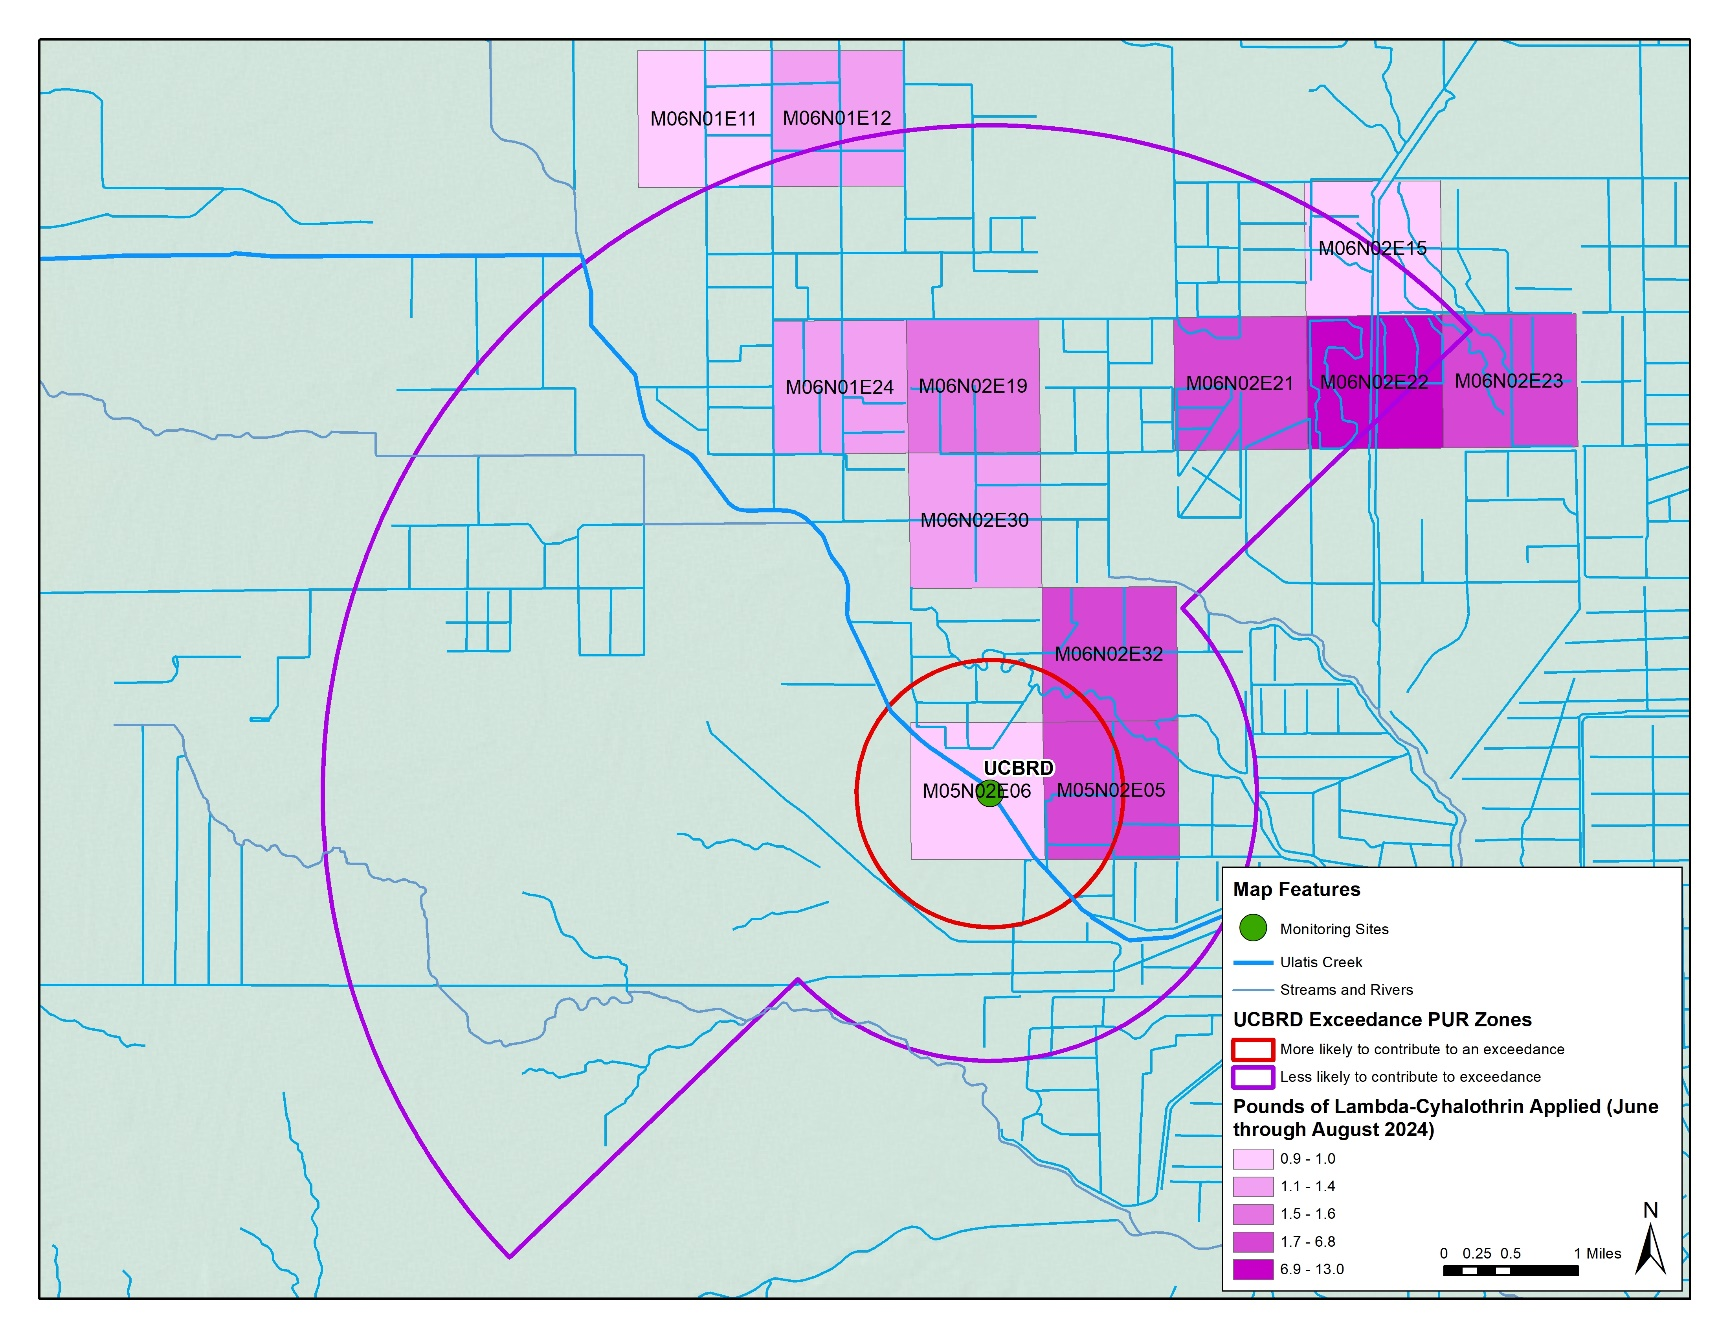 M06N01E11
M06N01E12
M06N02E15
M06N01E24
M06N02E19
M06N02E21
M06N02E22
M06N02E23
M06N02E30
M06N02E32
UCBRD
M05N02E06
M05N02E05
Map Features
Monitoring Sites
Ulatis Creek
Streams and Rivers
UCBRD Exceedance PUR Zones
More likely to contribute to an exceedance
Less likely to contribute to exceedance
Pounds of Lambda-Cyhalothrin Applied (June
through August 2024)
0.9 - 1.0
1.1 - 1.4
1.5 - 1.6
1.7 - 6.8
6.9 - 13.0
N
0 0.25 0.5 1 Miles